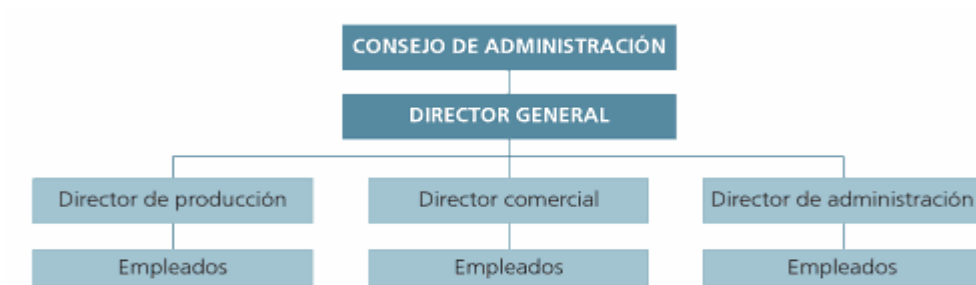 CONSEJO DE ADMINISTRACIÓN
DIRECTOR GENERAL
Director de producción
Director comercial
Director de administración
Empleados
Empleados
Empleados